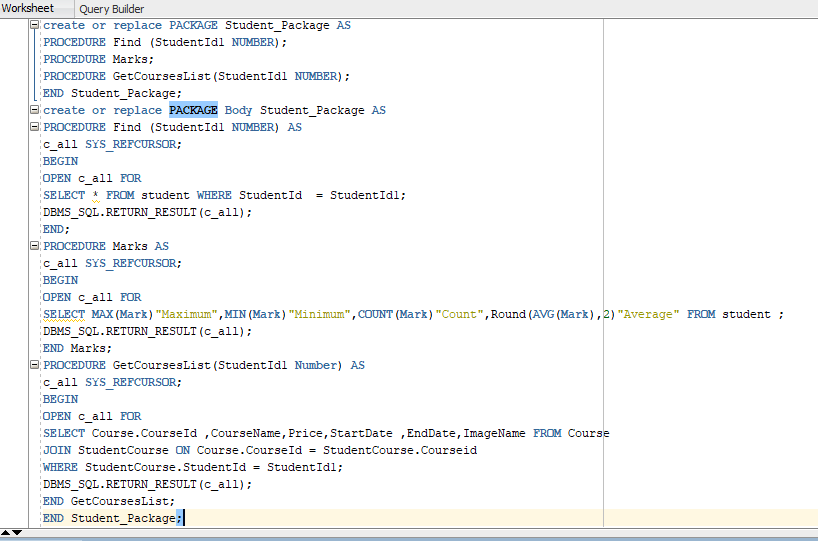 Worksheet Query Builder
create or replace PACKAGE Student_Package AS
PROCEDURE Find (StudentId1 NUMBER);
PROCEDURE Marks;
PROCEDURE GetCoursesList(StudentId1 NUMBER);
END Student_Package;
create or replace PACKAGE Body Student_Package AS
PROCEDURE Find (StudentId1 NUMBER) AS
c_all SYS_REFCURSOR;
BEGIN
OPEN c_all FOR
SELECT * FROM student WHERE StudentId  = StudentId1;
DBMS_SQL.RETURN_RESULT(c_all);
END;
PROCEDURE Marks AS
c_all SYS_REFCURSOR;
BEGIN
OPEN c_all FOR
SELECT MAX(Mark)"Maximum",MIN(Mark)"Minimum",COUNT(Mark)"Count",Round(AVG(Mark),2)"Average" FROM student ;
DBMS_SQL.RETURN_RESULT(c_all);
END Marks;
PROCEDURE GetCoursesList(StudentId1 Number) AS
c_all SYS_REFCURSOR;
BEGIN
OPEN c_all FOR
SELECT Course.CourseId ,CourseName,Price,StartDate ,EndDate,ImageName FROM Course
JOIN StudentCourse ON Course.CourseId = StudentCourse.Courseid
WHERE StudentCourse.StudentId = StudentId1;
DBMS_SQL.RETURN_RESULT(c_all);
END GetCoursesList;
END Student_Package;